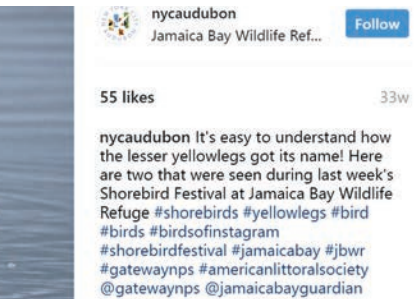 nycaudubon
Jamaica Bay Wildlife Ref...
Follow
55 likes
33w
nycaudubon It's easy to understand how
the lesser yellowlegs got its name! Here
are two that were seen during last week's
Shorebird Festival at Jamaica Bay Wildlife
Refuge #shorebirds #yellowlegs #bird
#birds #birdsofinstagram
#shorebirdfestival #jamaicabay #jbwr
#gatewaynps #americanlittoralsociety
@gatewaynps @jamaicabayguardian